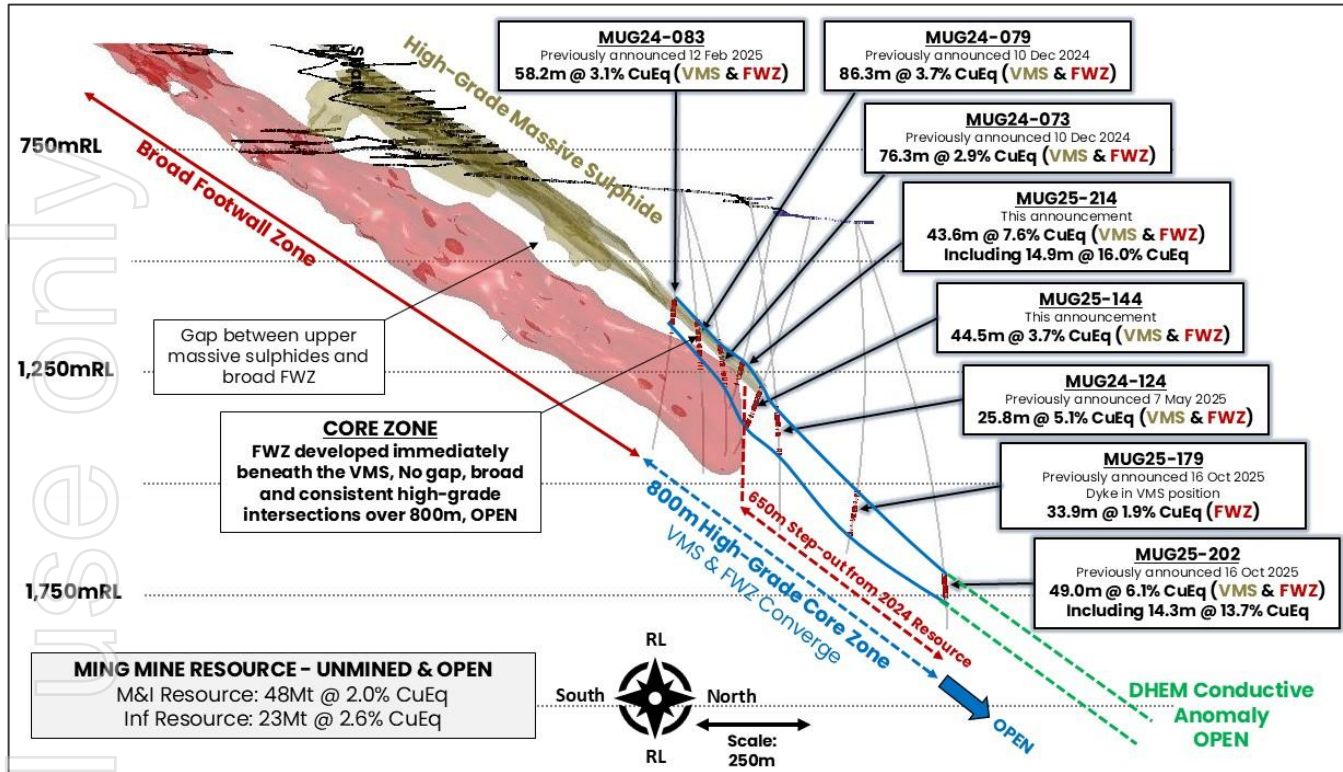 MUG24-083
Previously announced 12 Feb 2025
58.2m @ 3.1% CuEq (VMS & FWZ)
MUG24-079
Previously announced 10 Dec 2024
86.3m @ 3.7% CuEq (VMS & FWZ)
MUG24-073
Previously announced 10 Dec 2024
76.3m @ 2.9% CuEq (VMS & FWZ)
MUG25-214
This announcement
43.6m @ 7.6% CuEq (VMS & FWZ)
Including 14.9m @ 16.0% CuEq
MUG25-144
This announcement
44.5m @ 3.7% CuEq (VMS & FWZ)
MUG24-124
Previously announced 7 May 2025
25.8m @ 5.1% CuEq (VMS & FWZ)
MUG25-179
Previously announced 16 Oct 2025
Dyke in VMS position
33.9m @ 1.9% CuEq (FWZ)
MUG25-202
Previously announced 16 Oct 2025
49.0m @ 6.1% CuEq (VMS & FWZ)
Including 14.3m @ 13.7% CuEq
High-Grade Massive Sulphide
Broad Footwall Zone
750mRL
1,250mRL
1,750mRL
Gap between upper
massive sulphides and
broad FWZ
CORE ZONE
FWZ developed immediately
beneath the VMS, No gap, broad
and consistent high-grade
intersections over 800m, OPEN
800m High-Grade Core Zone
VMS & FWZ Converge
650m Step-out from 2024 Resource
OPEN
DHEM Conductive
Anomaly
OPEN
MING MINE RESOURCE - UNMINED & OPEN
M&I Resource: 48Mt @ 2.0% CuEq
Inf Resource: 23Mt @ 2.6% CuEq
RL
South
North
RL
Scale:
250m
l use only